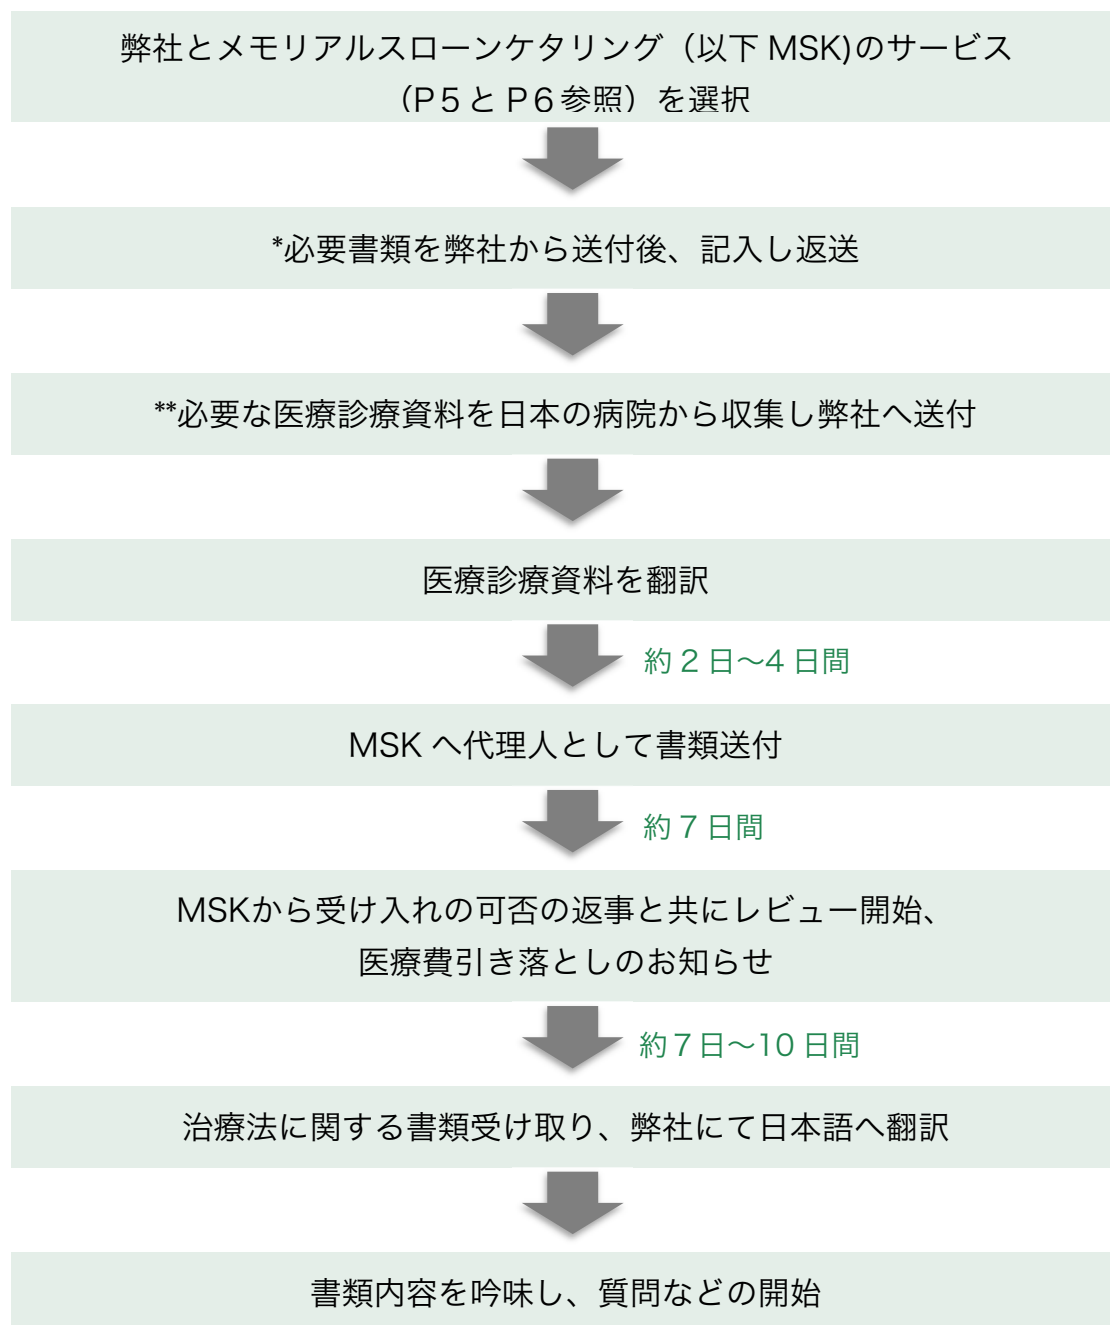 弊社とメモリアルスローンケタリング（以下 MSK)のサービス
（P５と P６参照）を選択
*必要書類を弊社から送付後、記入し返送
**必要な医療診療資料を日本の病院から収集し弊社へ送付
医療診療資料を翻訳
約 2 日〜4 日間
MSK へ代理人として書類送付
約 7 日間
MSKから受け入れの可否の返事と共にレビュー開始、
医療費引き落としのお知らせ
約７日〜10 日間
治療法に関する書類受け取り、弊社にて日本語へ翻訳
書類内容を吟味し、質問などの開始